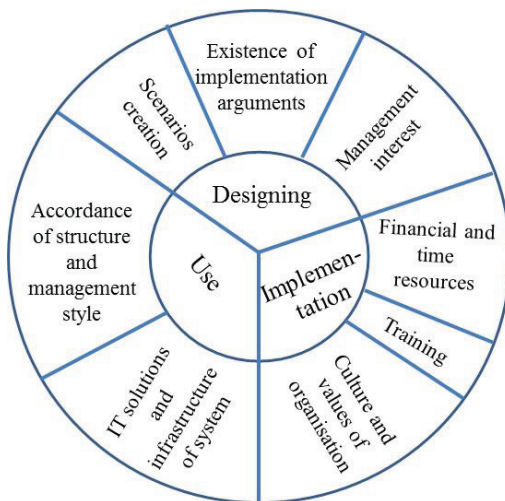 Existence of
implementation
arguments
Management
interest
Financial and
time
resources
Training
Culture and
values of
organisation
IT solutions
and
infrastructure
of system
Accordance
of structure
and
management
style
Scenarios
creation
Designing
Implemen-
tation
Use